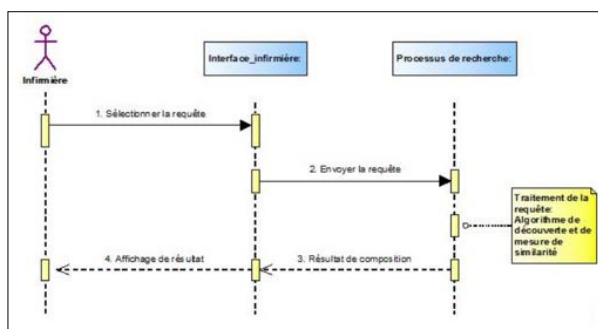 Infirmière
Interface_infirmière:
Processus de recherche:
1. Sélectionner la requête
2. Envoyer la requête
Traitement de la
requête:
Algorithme de
découverte et de
mesure de
similarité
4. Affichage de résultat
3. Résultat de composition